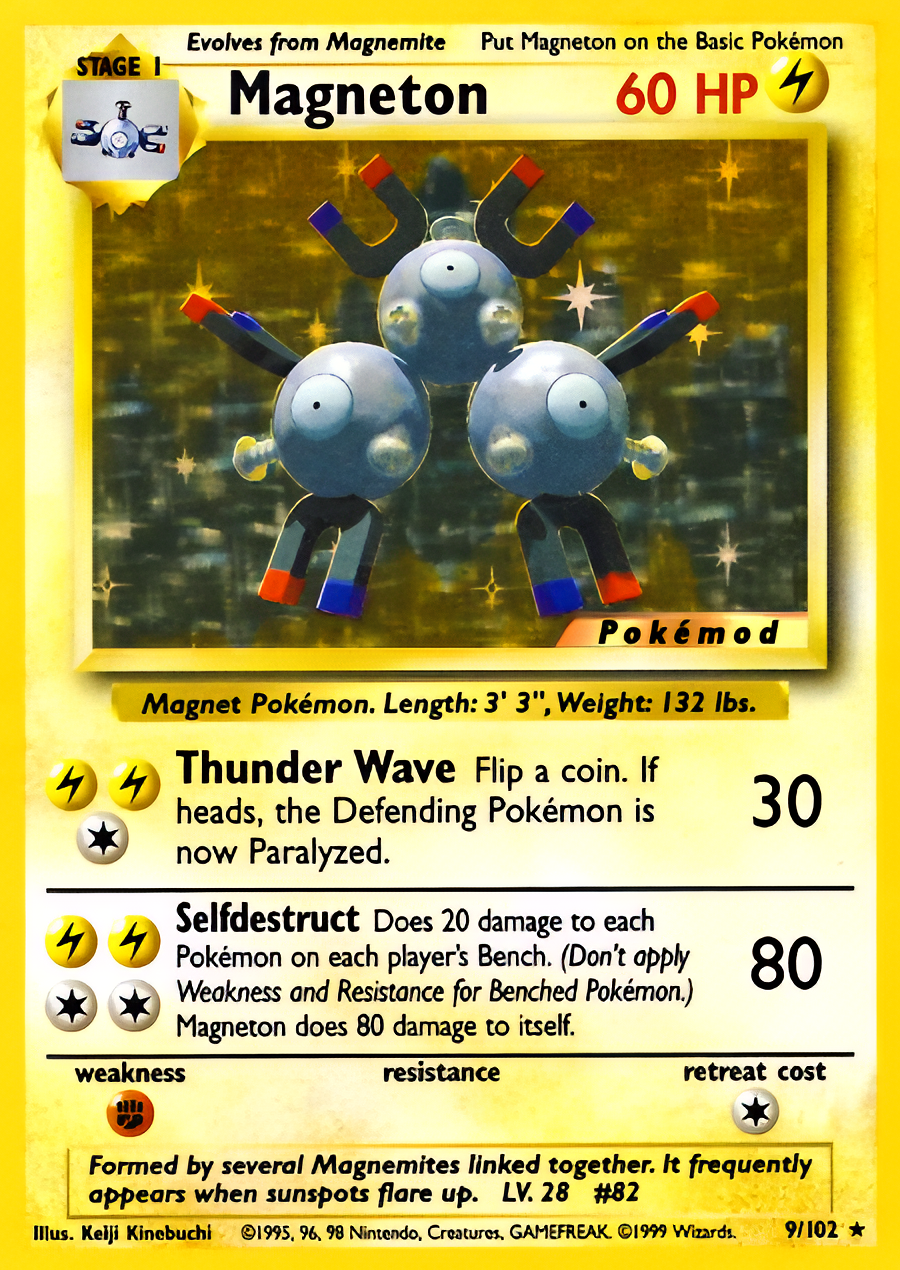 Evolves from Magnemite Put Magneton on the Basic Pokémon
STAGE 1
Magneton 60 HP
Pokémod
Magnet Pokémon. Length: 3' 3", Weight: 132 lbs.
Thunder Wave Flip a coin. If
heads, the Defending Pokémon is
now Paralyzed.
30
Selfdestruct Does 20 damage to each
Pokémon on each player's Bench. (Don't apply
Weakness and Resistance for Benched Pokémon.)
Magneton does 80 damage to itself.
80
weakness resistance retreat cost
Formed by several Magnemites linked together. It frequently
appears when sunspots flare up. LV. 28 #82
Illus. Keiji Kinebuchi ©1995, 96, 98 Nintendo, Creatures, GAMEFREAK. ©1999 Wizards. 9/102 ★